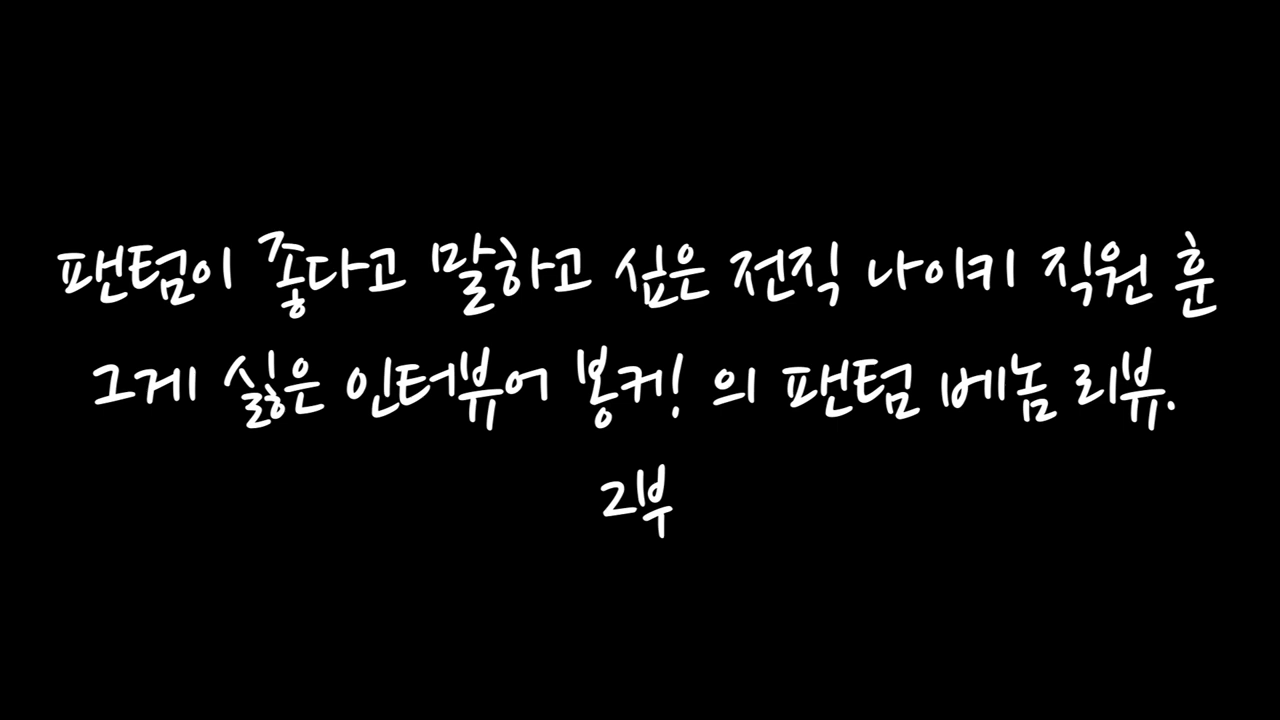 팬텀이 좋다고 말하고 싶은 전직 나이키 직원 훈
그게 싫은 인터뷰어 봉커! 의 팬텀 베놈 리뷰.
2부